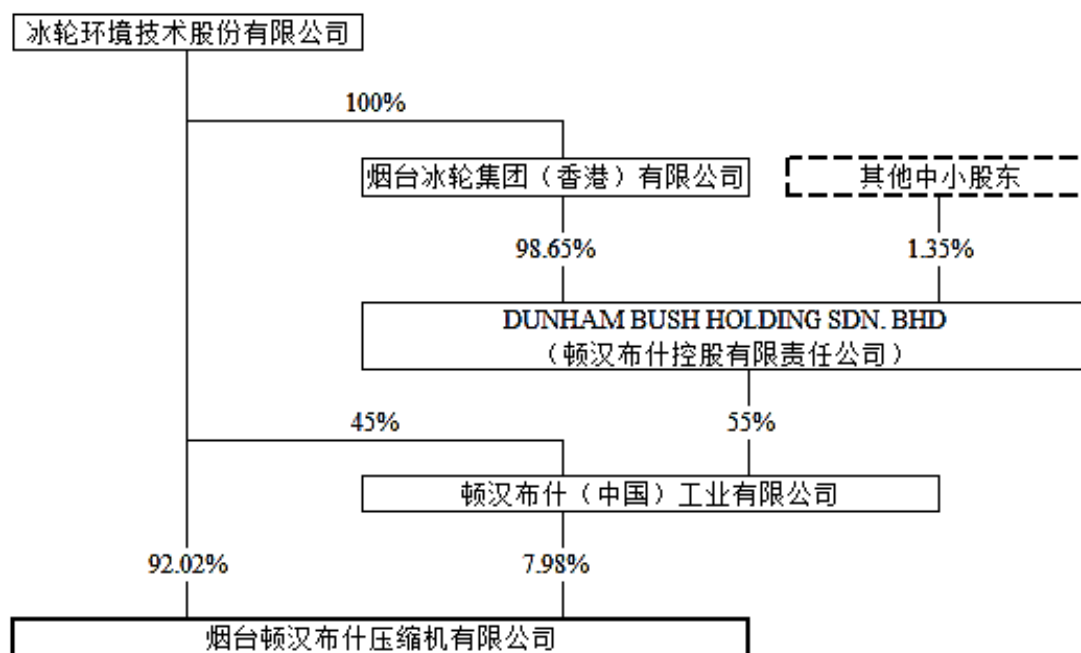 冰轮环境技术股份有限公司
100%
烟台冰轮集团（香港）有限公司
其他中小股东
98.65%
1.35%
DUNHAM BUSH HOLDING SDN. BHD
（顿汉布什控股有限责任公司）
45%
55%
顿汉布什（中国）工业有限公司
92.02%
7.98%
烟台顿汉布什压缩机有限公司